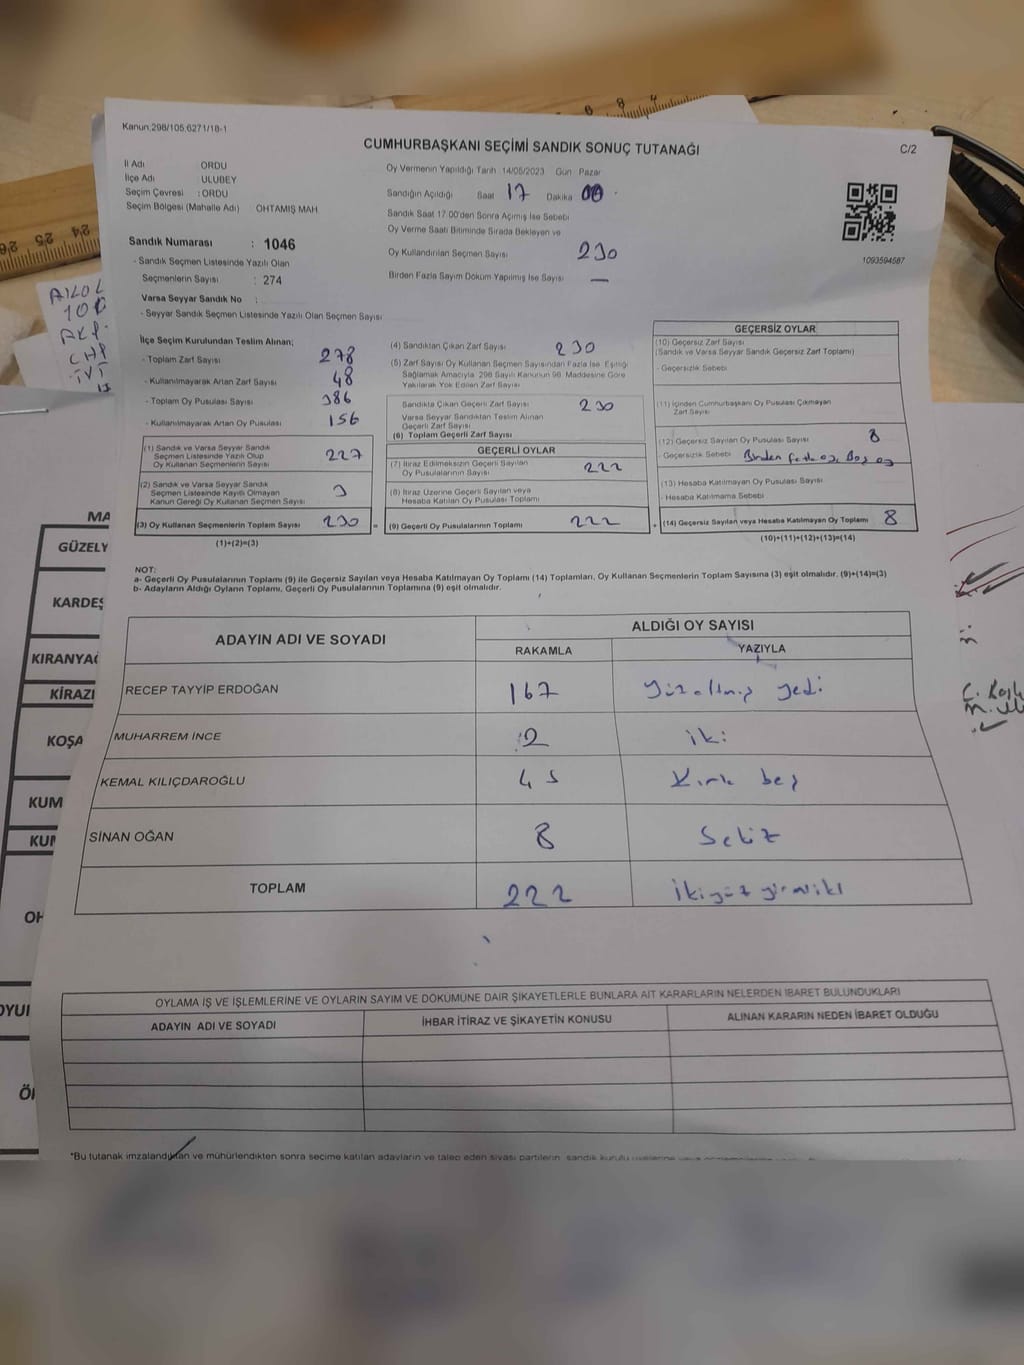 Kanun;298/105,6271/18-1
CUMHURBAŞKANI SEÇİMİ SANDIK SONUÇ TUTANAĞI
C/2
İl Adı ORDU
İlçe Adı ULUBEY
Seçim Çevresi : ORDU
Seçim Bölgesi (Mahalle Adı) OHTAMIŞ MAH
Sandık Numarası : 1046
- Sandık Seçmen Listesinde Yazılı Olan
Seçmenlerin Sayısı : 274
Varsa Seyyar Sandık No :
- Seyyar Sandık Seçmen Listesinde Yazılı Olan Seçmen Sayısı
Oy Vermenin Yapıldığı Tarih 14/05/2023 Gün Pazar
Sandığın Açıldığı Saat 17 Dakika 00
Sandık Saat 17.00'den Sonra Açımış İse Sebebi
Oy Verme Saati Bitiminde Sırada Bekleyen ve
Oy Kullandırılan Seçmen Sayısı 230
Birden Fazla Sayım Döküm Yapılmış İse Sayısı —
1093594587
İlçe Seçim Kurulundan Teslim Alınan;
- Toplam Zarf Sayısı 278
- Kullanılmayarak Artan Zarf Sayısı 48
- Toplam Oy Pusulası Sayısı 386
- Kullanılmayarak Artan Oy Pusulası 156
(1) Sandık ve Varsa Seyyar Sandık
Seçmen Listesinde Yazılı Olup
Oy Kullanan Seçmenlerin Sayısı 227
(2) Sandık ve Varsa Seyyar Sandık
Seçmen Listesinde Kayıtlı Olmayan
Kanun Gereği Oy Kullanan Seçmen Sayısı 3
(3) Oy Kullanan Seçmenlerin Toplam Sayısı 230 =
(1)+(2)=(3)
(4) Sandıktan Çıkan Zarf Sayısı 230
(5) Zarf Sayısı Oy Kullanan Seçmen Sayısından Fazla İse, Eşitliği
Sağlamak Amacıyla 298 Sayılı Kanunun 98. Maddesine Göre
Yakılarak Yok Edilen Zarf Sayısı
Sandıkta Çıkan Geçerli Zarf Sayısı 230
Varsa Seyyar Sandıktan Teslim Alınan
Geçerli Zarf Sayısı
(6) Toplam Geçerli Zarf Sayısı
GEÇERLİ OYLAR
(7) İtiraz Edilmeksizin Geçerli Sayılan
Oy Pusulalarının Sayısı 222
(8) İtiraz Üzerine Geçerli Sayılan veya
Hesaba Katılan Oy Pusulası Toplamı
(9) Geçerli Oy Pusulalarının Toplamı 222 +
GEÇERSİZ OYLAR
(10) Geçersiz Zarf Sayısı
(Sandık ve Varsa Seyyar Sandık Geçersiz Zarf Toplamı)
- Geçersizlik Sebebi
(11) İçinden Cumhurbaşkanı Oy Pusulası Çıkmayan
Zarf Sayısı
(12) Geçersiz Sayılan Oy Pusulası Sayısı 8
- Geçersizlik Sebebi Birden fazla oy, Boş oy
(13) Hesaba Katılmayan Oy Pusulası Sayısı
- Hesaba Katılmama Sebebi
(14) Geçersiz Sayılan veya Hesaba Katılmayan Oy Toplamı 8
(10)+(11)+(12)+(13)=(14)
NOT:
a- Geçerli Oy Pusulalarının Toplamı (9) ile Geçersiz Sayılan veya Hesaba Katılmayan Oy Toplamı (14) Toplamları, Oy Kullanan Seçmenlerin Toplam Sayısına (3) eşit olmalıdır. (9)+(14)=(3)
b- Adayların Aldığı Oyların Toplamı, Geçerli Oy Pusulalarının Toplamına (9) eşit olmalıdır.
ADAYIN ADI VE SOYADI
ALDIĞI OY SAYISI
RAKAMLA YAZIYLA
RECEP TAYYİP ERDOĞAN 167 Yüzaltmış yedi
MUHARREM İNCE 2 iki
KEMAL KILIÇDAROĞLU 45 Kırk beş
SİNAN OĞAN 8 Sekiz
TOPLAM 222 İkiyüz yirmiiki
OYLAMA İŞ VE İŞLEMLERİNE VE OYLARIN SAYIM VE DÖKÜMÜNE DAİR ŞİKAYETLERLE BUNLARA AİT KARARLARIN NELERDEN İBARET BULUNDUKLARI
ADAYIN ADI VE SOYADI İHBAR İTİRAZ VE ŞİKAYETİN KONUSU ALINAN KARARIN NEDEN İBARET OLDUĞU
*Bu tutanak imzalandıktan ve mühürlendikten sonra seçime katılan adayların ve talep eden siyasi partilerin, sandık kurulu
MA
GÜZELY
KARDEŞ
KIRANYAĞ
KİRAZI
KOŞA
KUM
KUM
OH
OYUI